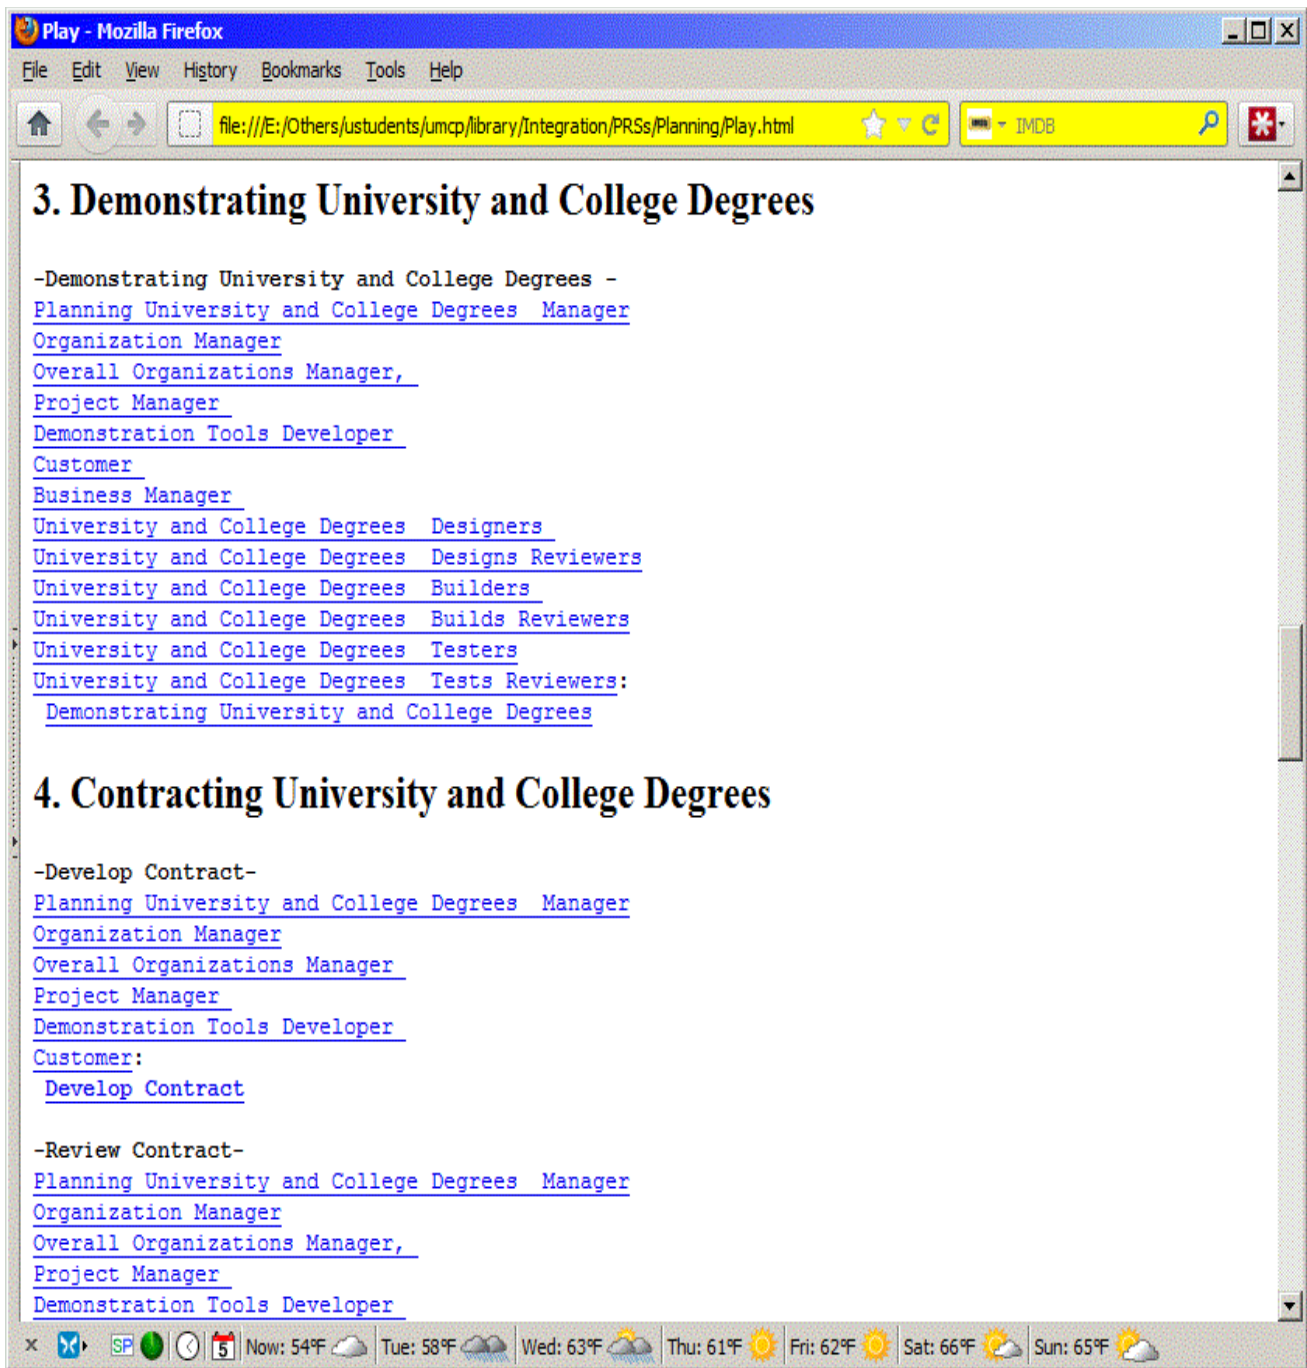 Play - Mozilla Firefox
File Edit View History Bookmarks Tools Help
file:///E:/Others/ustudents/umcp/library/Integration/PRSs/Planning/Play.html IMDB
3. Demonstrating University and College Degrees
-Demonstrating University and College Degrees -
Planning University and College Degrees Manager
Organization Manager
Overall Organizations Manager,
Project Manager
Demonstration Tools Developer
Customer
Business Manager
University and College Degrees Designers
University and College Degrees Designs Reviewers
University and College Degrees Builders
University and College Degrees Builds Reviewers
University and College Degrees Testers
University and College Degrees Tests Reviewers:
Demonstrating University and College Degrees
4. Contracting University and College Degrees
-Develop Contract-
Planning University and College Degrees Manager
Organization Manager
Overall Organizations Manager
Project Manager
Demonstration Tools Developer
Customer:
Develop Contract
-Review Contract-
Planning University and College Degrees Manager
Organization Manager
Overall Organizations Manager,
Project Manager
Demonstration Tools Developer
SP 5 Now: 54°F Tue: 58°F Wed: 63°F Thu: 61°F Fri: 62°F Sat: 66°F Sun: 65°F